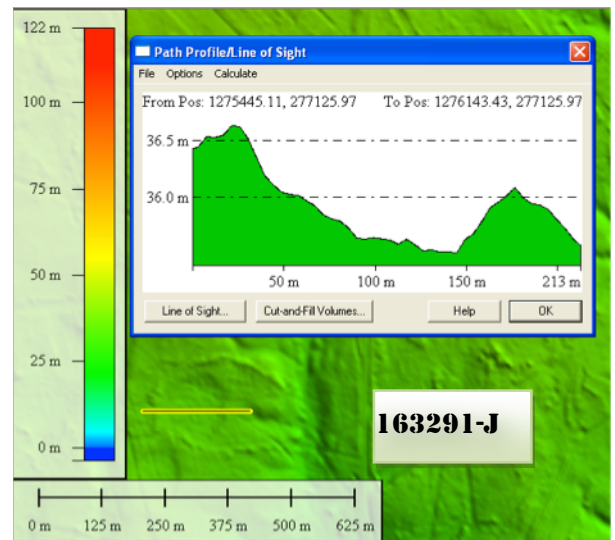 122 m
100 m
75 m
50 m
25 m
0 m
Path Profile/Line of Sight
File Options Calculate
From Pos: 1275445.11, 277125.97 To Pos: 1276143.43, 277125.97
36.5 m
36.0 m
50 m 100 m 150 m 213 m
Line of Sight... Cut-and-Fill Volumes... Help OK
163291-J
0 m 125 m 250 m 375 m 500 m 625 m